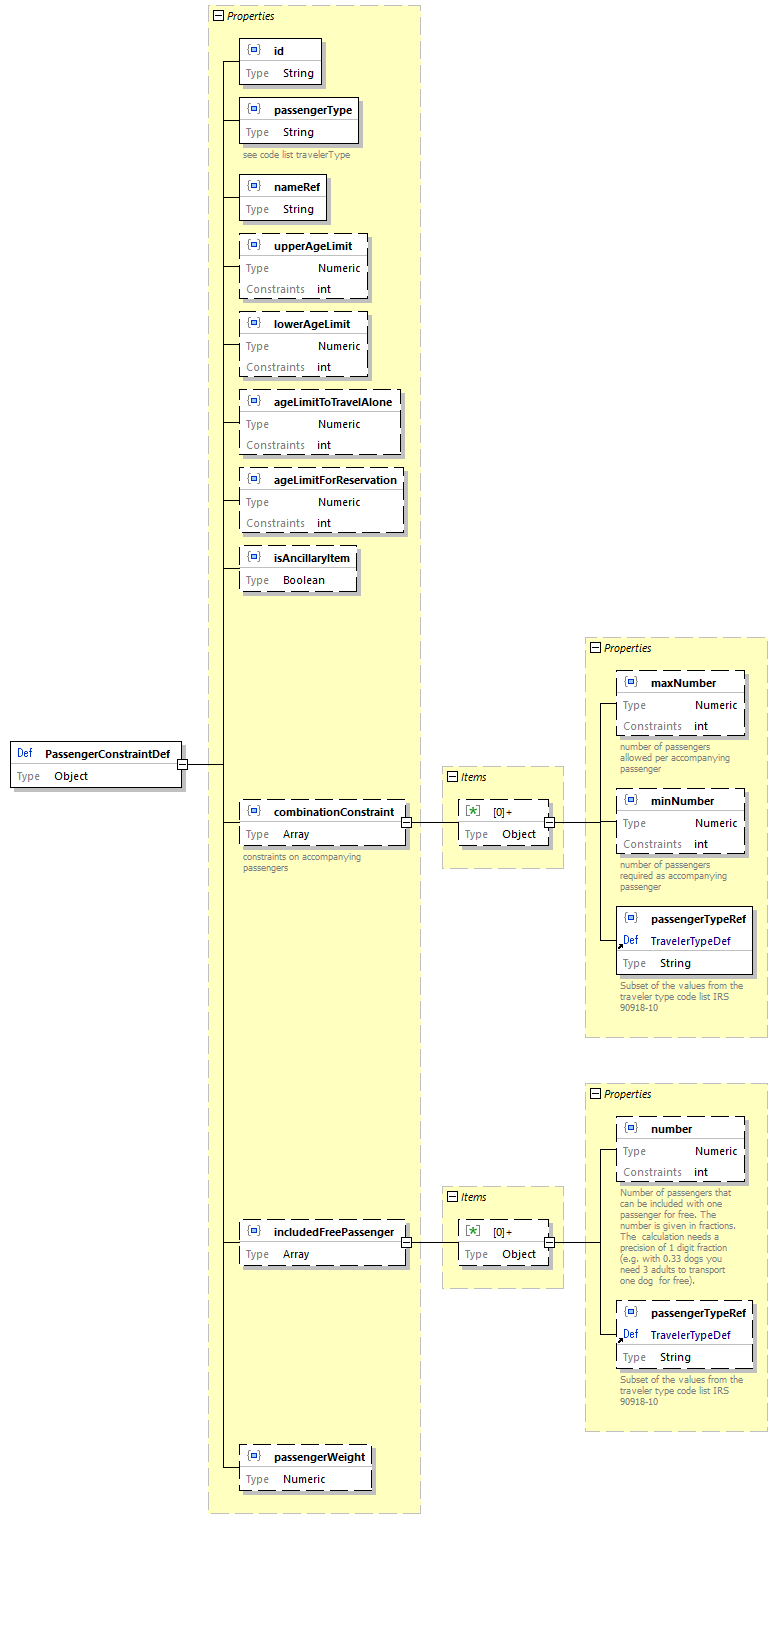 Properties
id
Type String
passengerType
Type String
see code list travelerType
nameRef
Type String
upperAgeLimit
Type Numeric
Constraints int
lowerAgeLimit
Type Numeric
Constraints int
ageLimitToTravelAlone
Type Numeric
Constraints int
ageLimitForReservation
Type Numeric
Constraints int
isAncillaryItem
Type Boolean
Def PassengerConstraintDef
Type Object
combinationConstraint
Type Array
constraints on accompanying
passengers
Items
[0]+
Type Object
Properties
maxNumber
Type Numeric
Constraints int
number of passengers
allowed per accompanying
passenger
minNumber
Type Numeric
Constraints int
number of passengers
required as accompanying
passenger
passengerTypeRef
Def TravelerTypeDef
Type String
Subset of the values from the
traveler type code list IRS
90918-10
includedFreePassenger
Type Array
Items
[0]+
Type Object
Properties
number
Type Numeric
Constraints int
Number of passengers that
can be included with one
passenger for free. The
number is given in fractions.
The calculation needs a
precision of 1 digit fraction
(e.g. with 0.33 dogs you
need 3 adults to transport
one dog for free).
passengerTypeRef
Def TravelerTypeDef
Type String
Subset of the values from the
traveler type code list IRS
90918-10
passengerWeight
Type Numeric